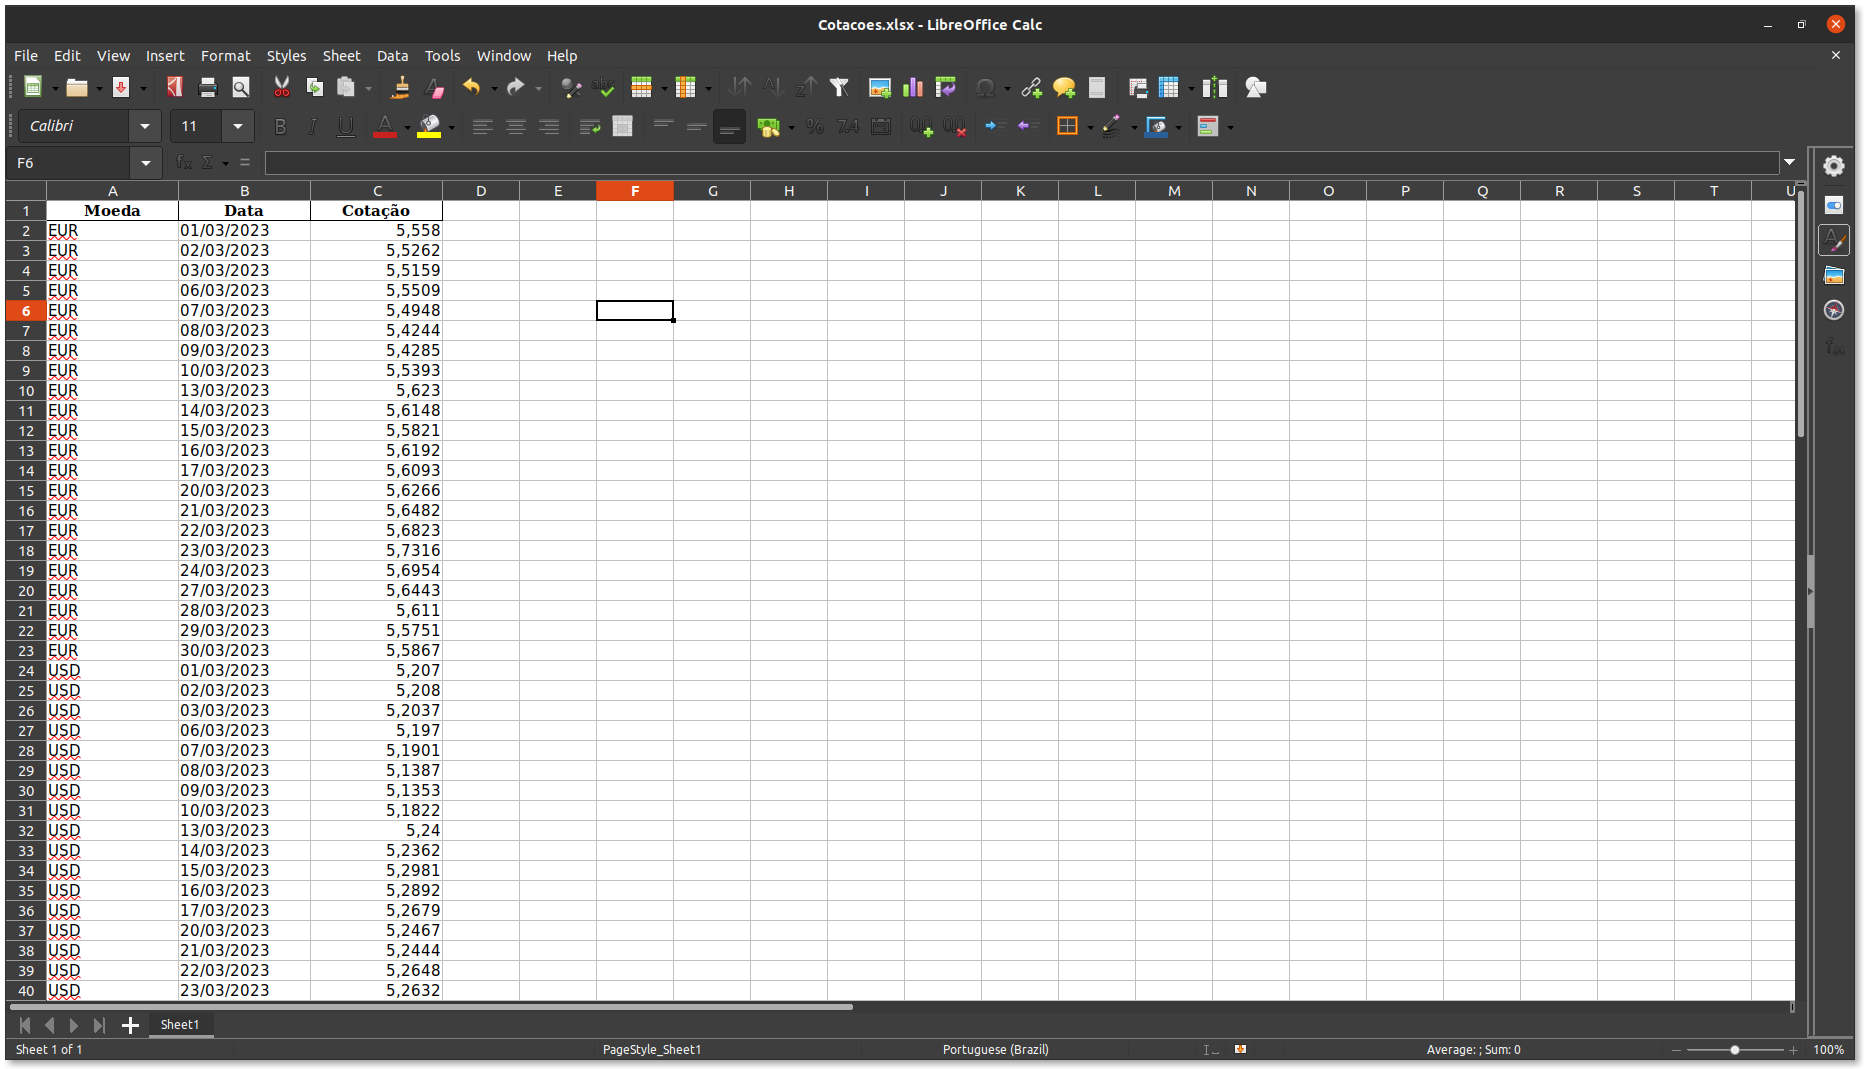 Cotacoes.xlsx - LibreOffice Calc
File Edit View Insert Format Styles Sheet Data Tools Window Help
Calibri 11
F6
A B C D E F G H I J K L M N O P Q R S T U
1 Moeda Data Cotação
2 EUR 01/03/2023 5,558
3 EUR 02/03/2023 5,5262
4 EUR 03/03/2023 5,5159
5 EUR 06/03/2023 5,5509
6 EUR 07/03/2023 5,4948
7 EUR 08/03/2023 5,4244
8 EUR 09/03/2023 5,4285
9 EUR 10/03/2023 5,5393
10 EUR 13/03/2023 5,623
11 EUR 14/03/2023 5,6148
12 EUR 15/03/2023 5,5821
13 EUR 16/03/2023 5,6192
14 EUR 17/03/2023 5,6093
15 EUR 20/03/2023 5,6266
16 EUR 21/03/2023 5,6482
17 EUR 22/03/2023 5,6823
18 EUR 23/03/2023 5,7316
19 EUR 24/03/2023 5,6954
20 EUR 27/03/2023 5,6443
21 EUR 28/03/2023 5,611
22 EUR 29/03/2023 5,5751
23 EUR 30/03/2023 5,5867
24 USD 01/03/2023 5,207
25 USD 02/03/2023 5,208
26 USD 03/03/2023 5,2037
27 USD 06/03/2023 5,197
28 USD 07/03/2023 5,1901
29 USD 08/03/2023 5,1387
30 USD 09/03/2023 5,1353
31 USD 10/03/2023 5,1822
32 USD 13/03/2023 5,24
33 USD 14/03/2023 5,2362
34 USD 15/03/2023 5,2981
35 USD 16/03/2023 5,2892
36 USD 17/03/2023 5,2679
37 USD 20/03/2023 5,2467
38 USD 21/03/2023 5,2444
39 USD 22/03/2023 5,2648
40 USD 23/03/2023 5,2632
Sheet1
Sheet 1 of 1 PageStyle_Sheet1 Portuguese (Brazil) Average: ; Sum: 0 100%